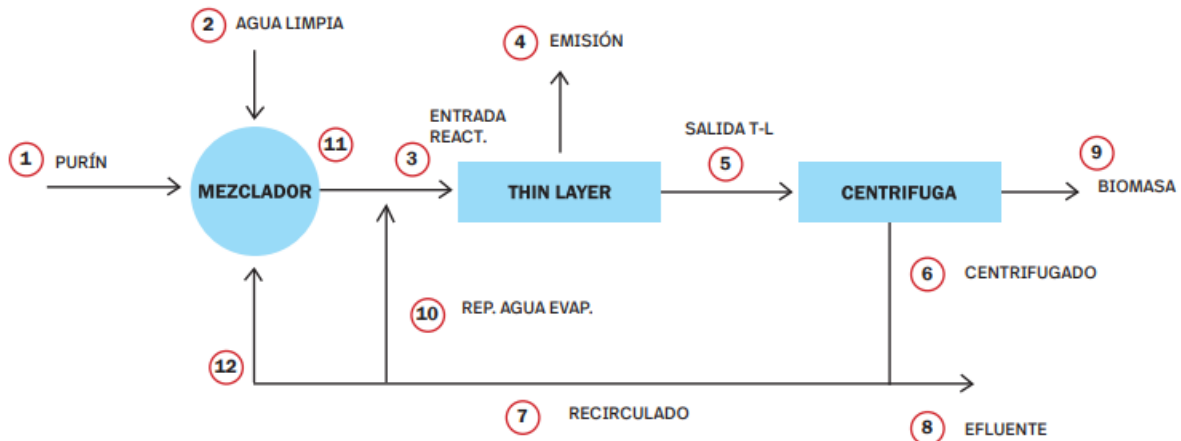 2 AGUA LIMPIA
4 EMISIÓN
ENTRADA
REACT.
11
3
SALIDA T-L
5
9
BIOMASA
1 PURÍN
MEZCLADOR
THIN LAYER
CENTRIFUGA
6 CENTRIFUGADO
10 REP. AGUA EVAP.
12
7 RECIRCULADO
8 EFLUENTE